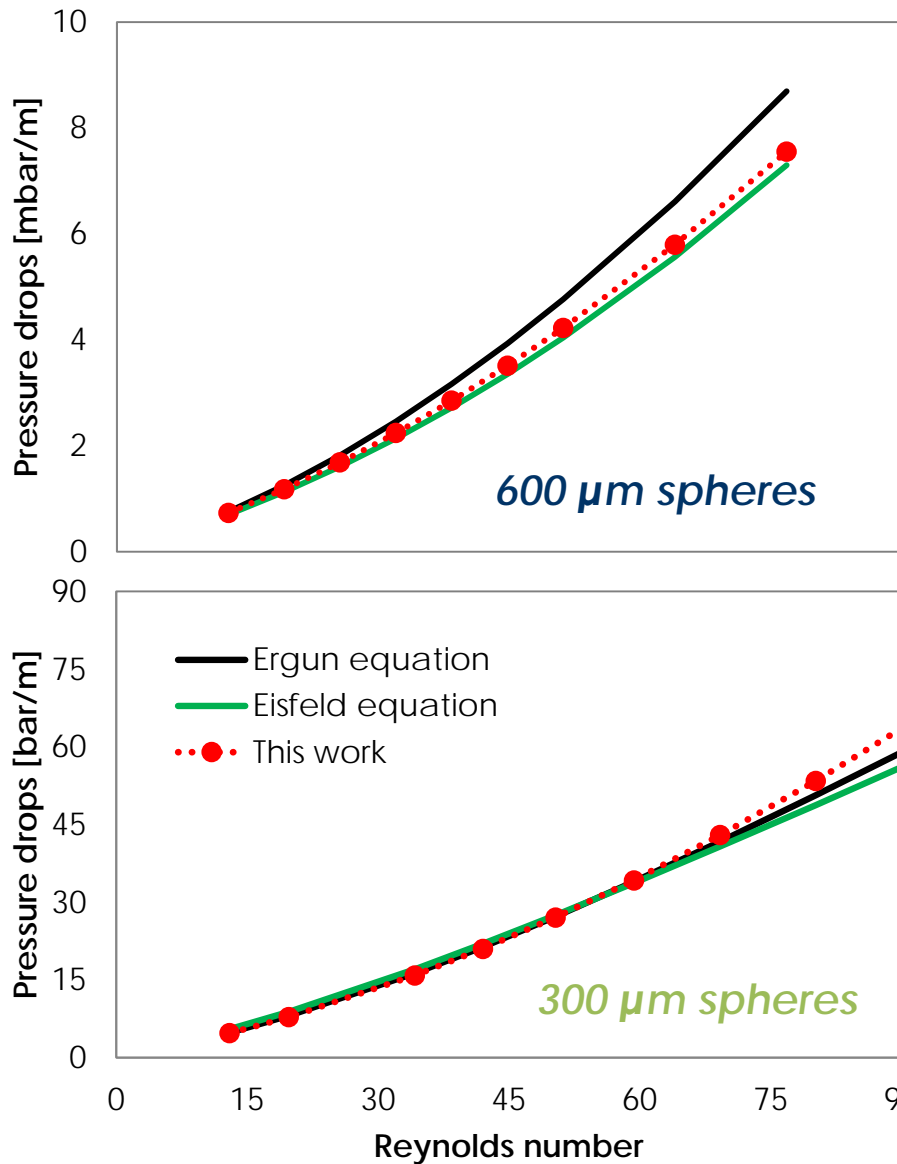 10
8
6
4
2
0
Pressure drops [mbar/m]
600 µm spheres
90
75
60
45
30
15
0
Pressure drops [bar/m]
Ergun equation
Eisfeld equation
This work
300 µm spheres
0 15 30 45 60 75 9
Reynolds number